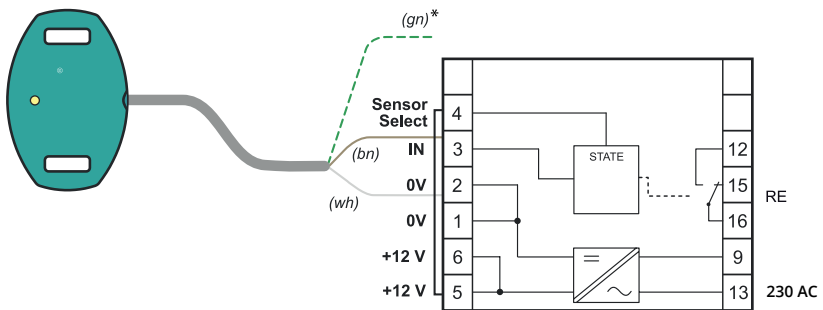 (gn)*
Sensor
Select
4
STATE
IN
3
12
(bn)
0V
2
15
RE
(wh)
0V
1
16
+12 V
6
9
+12 V
5
13
230 AC